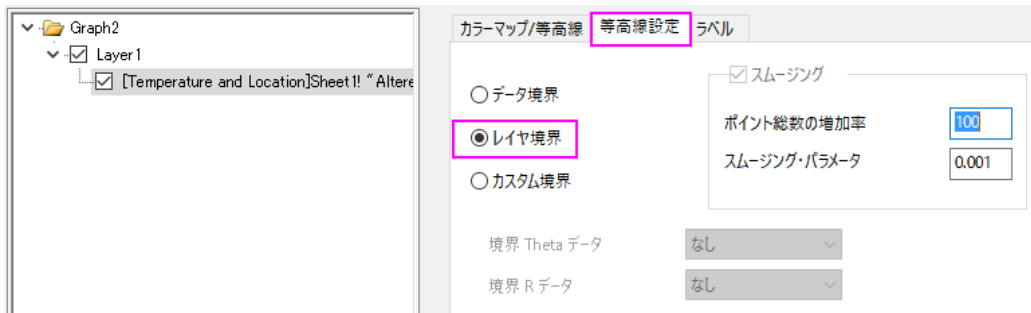 Graph2
Layer1
[Temperature and Location]Sheet1! "Altere
カラーマップ/等高線
等高線設定
ラベル
データ境界
レイヤ境界
カスタム境界
スムージング
ポイント総数の増加率
100
スムージング・パラメータ
0.001
境界 Theta データ
なし
境界 R データ
なし